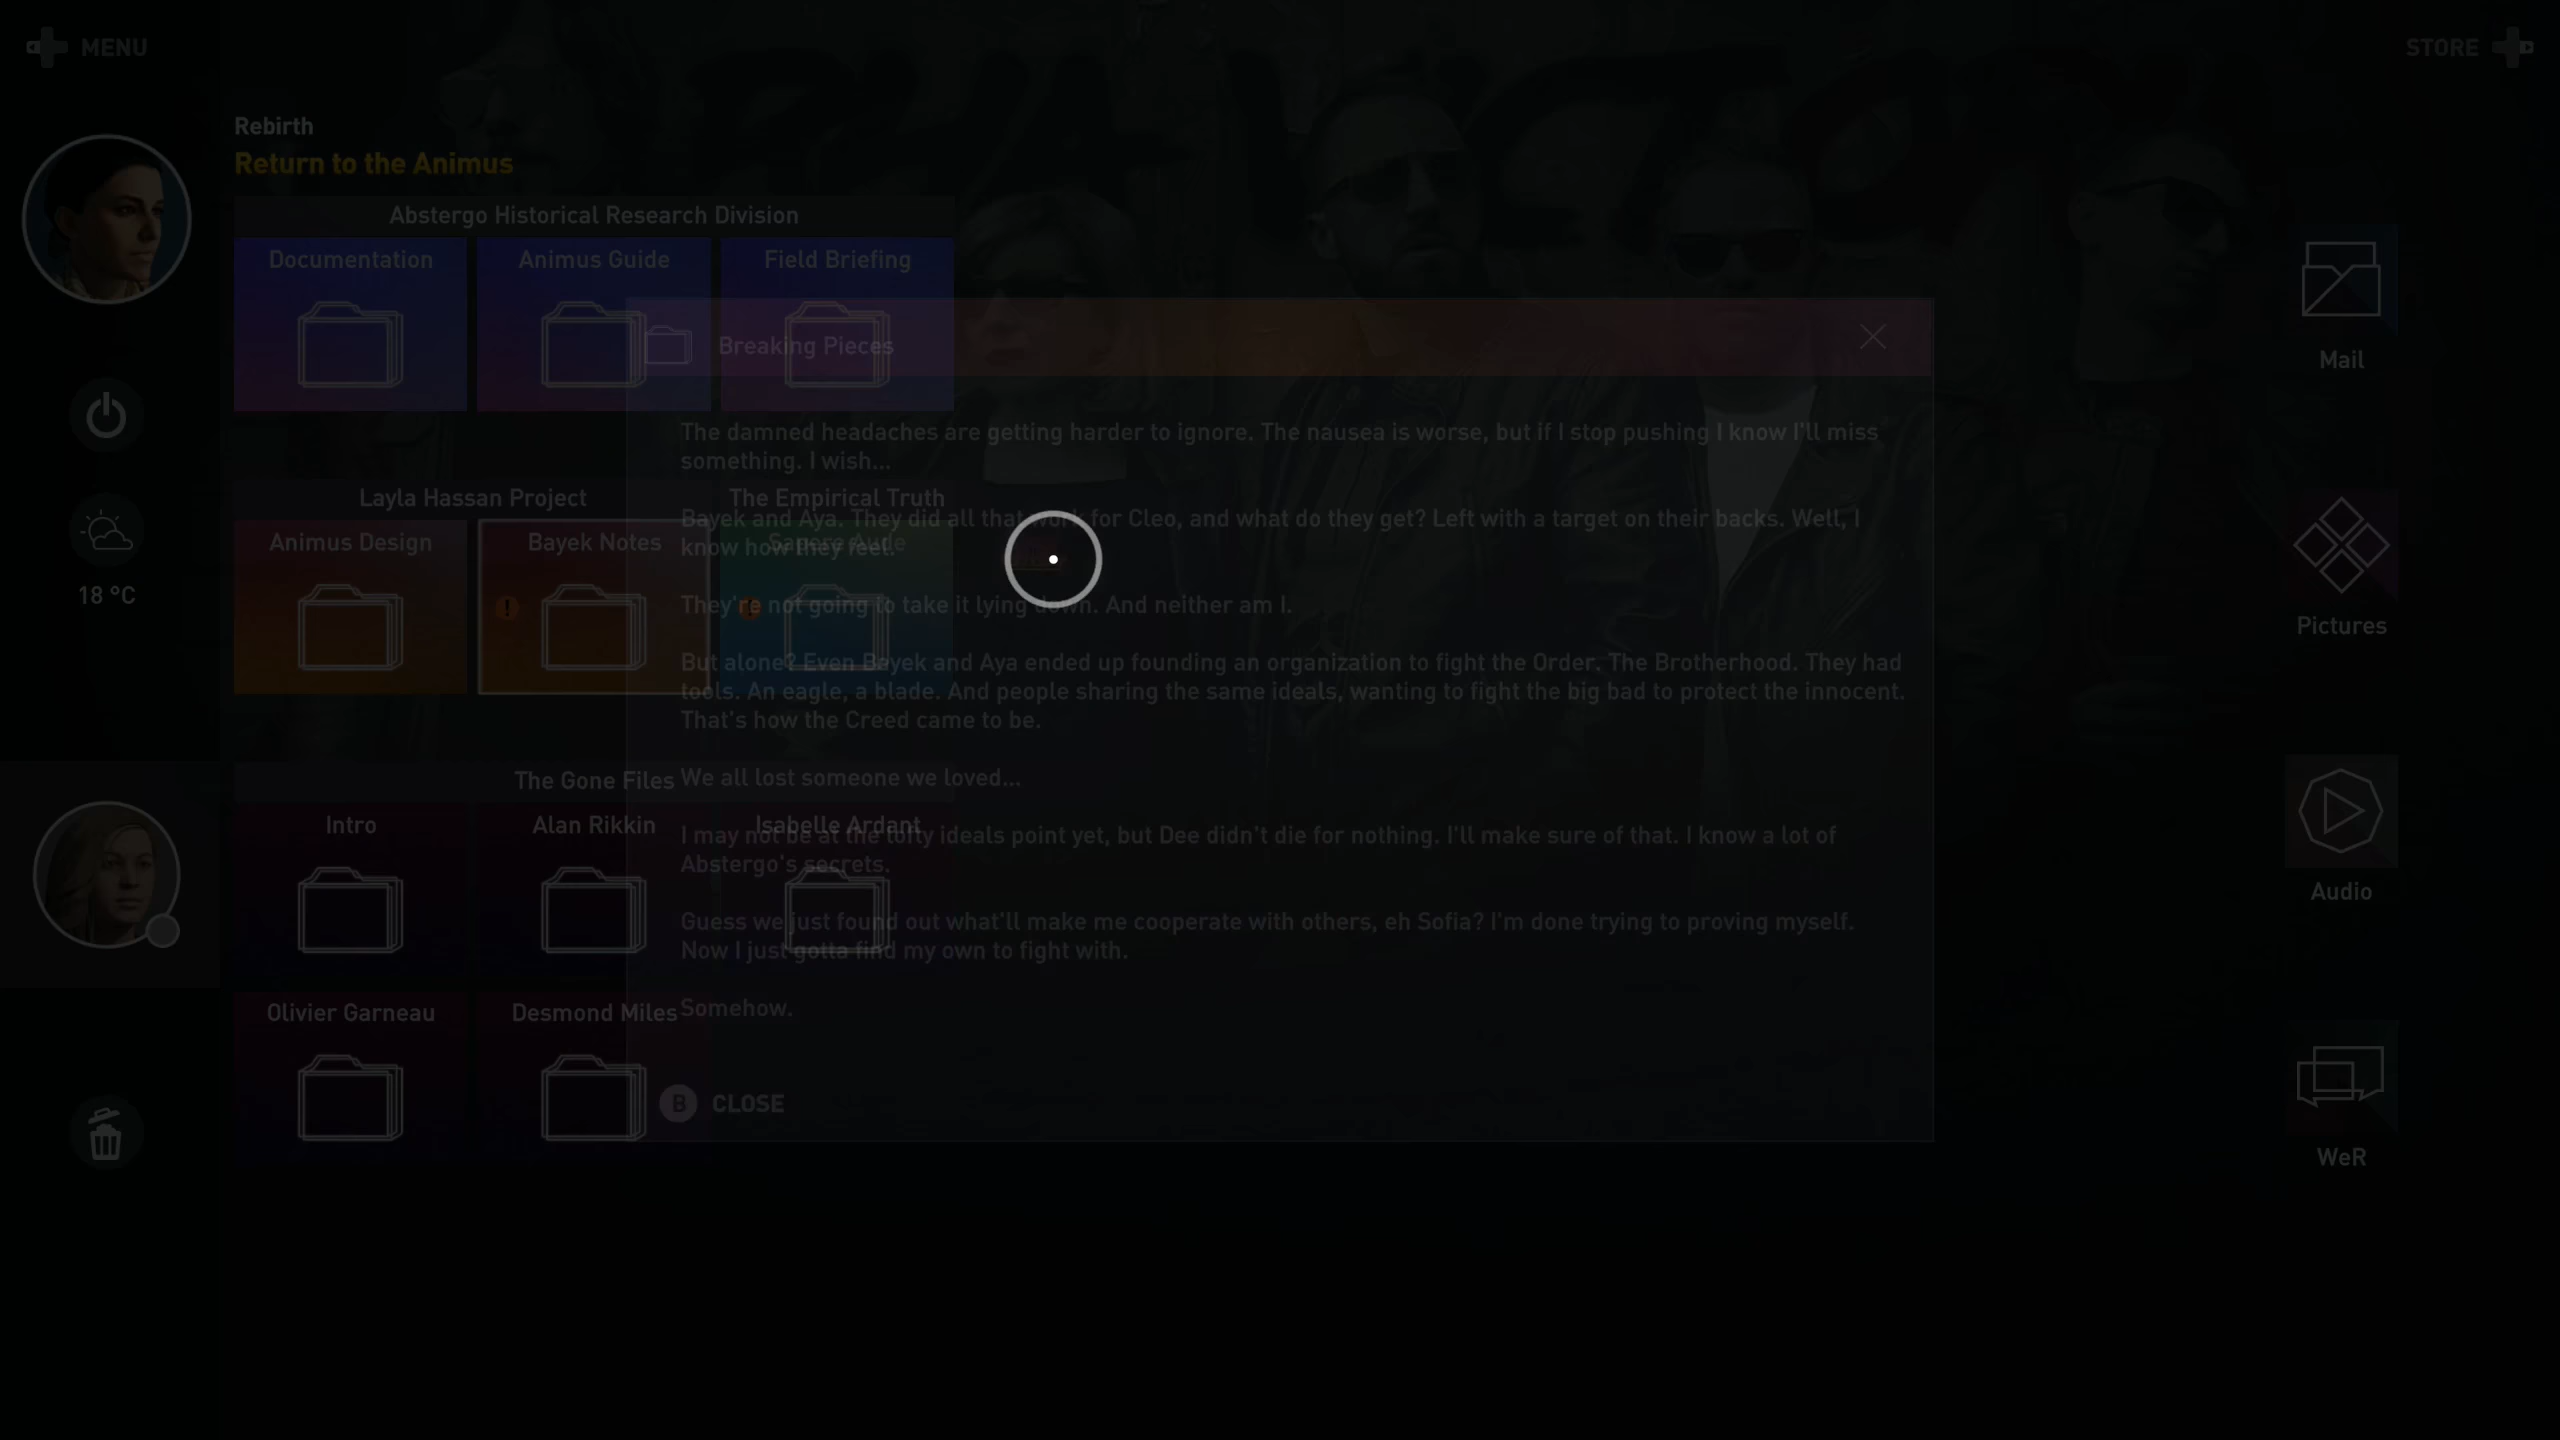 MENU
STORE
Rebirth
Return to the Animus
Abstergo Historical Research Division
Documentation
Animus Guide
Field Briefing
Layla Hassan Project
The Empirical Truth
Animus Design
Bayek Notes
Sapere Aude
18 °C
The Gone Files
Intro
Alan Rikkin
Isabelle Ardant
Olivier Garneau
Desmond Miles
Breaking Pieces
The damned headaches are getting harder to ignore. The nausea is worse, but if I stop pushing I know I'll miss
something. I wish...
Bayek and Aya. They did all that work for Cleo, and what do they get? Left with a target on their backs. Well, I
know how they feel.
They're not going to take it lying down. And neither am I.
But alone? Even Bayek and Aya ended up founding an organization to fight the Order. The Brotherhood. They had
tools. An eagle, a blade. And people sharing the same ideals, wanting to fight the big bad to protect the innocent.
That's how the Creed came to be.
We all lost someone we loved...
I may not be at the lofty ideals point yet, but Dee didn't die for nothing. I'll make sure of that. I know a lot of
Abstergo's secrets.
Guess we just found out what'll make me cooperate with others, eh Sofia? I'm done trying to proving myself.
Now I just gotta find my own to fight with.
Somehow.
B CLOSE
Mail
Pictures
Audio
WeR